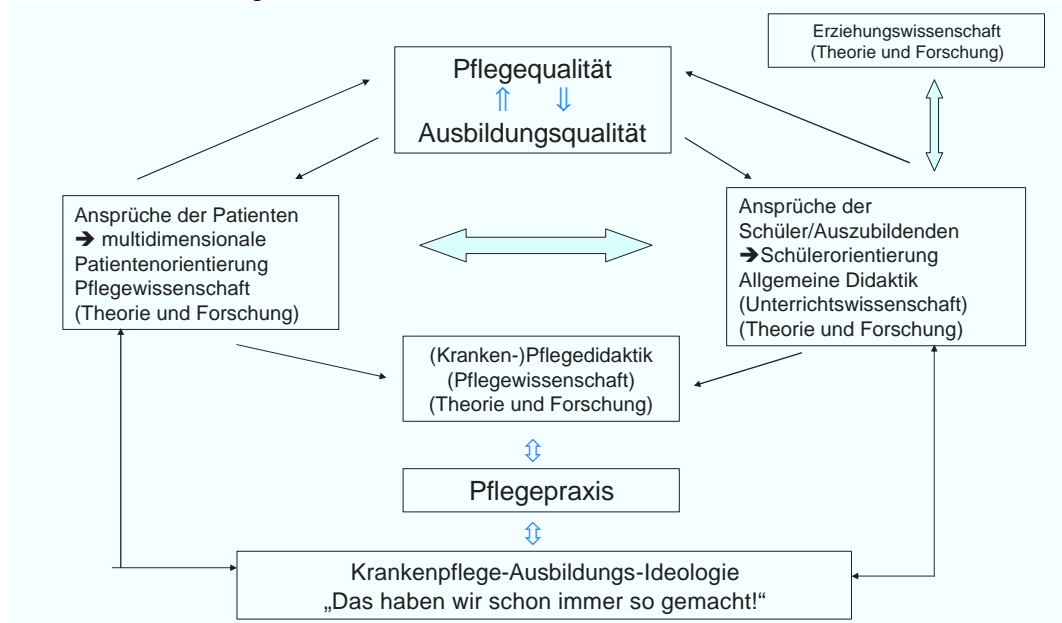 Erziehungswissenschaft
(Theorie und Forschung)
Pflegequalität
⇑ ⇓
Ausbildungsqualität
Ansprüche der Patienten
➔ multidimensionale
Patientenorientierung
Pflegewissenschaft
(Theorie und Forschung)
Ansprüche der
Schüler/Auszubildenden
➔Schülerorientierung
Allgemeine Didaktik
(Unterrichtswissenschaft)
(Theorie und Forschung)
(Kranken-)Pflegedidaktik
(Pflegewissenschaft)
(Theorie und Forschung)
⇕
Pflegepraxis
⇕
Krankenpflege-Ausbildungs-Ideologie
„Das haben wir schon immer so gemacht!“